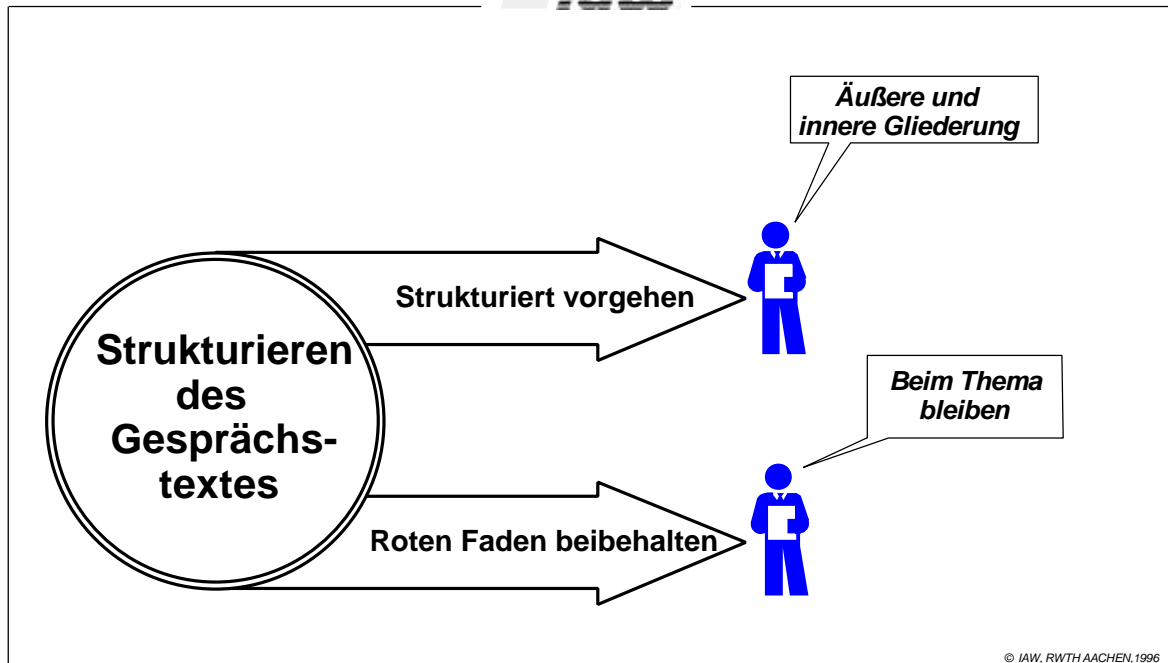 Äußere und
innere Gliederung
Strukturiert vorgehen
Strukturieren
des
Gesprächs-
textes
Beim Thema
bleiben
Roten Faden beibehalten
© IAW, RWTH AACHEN,1996